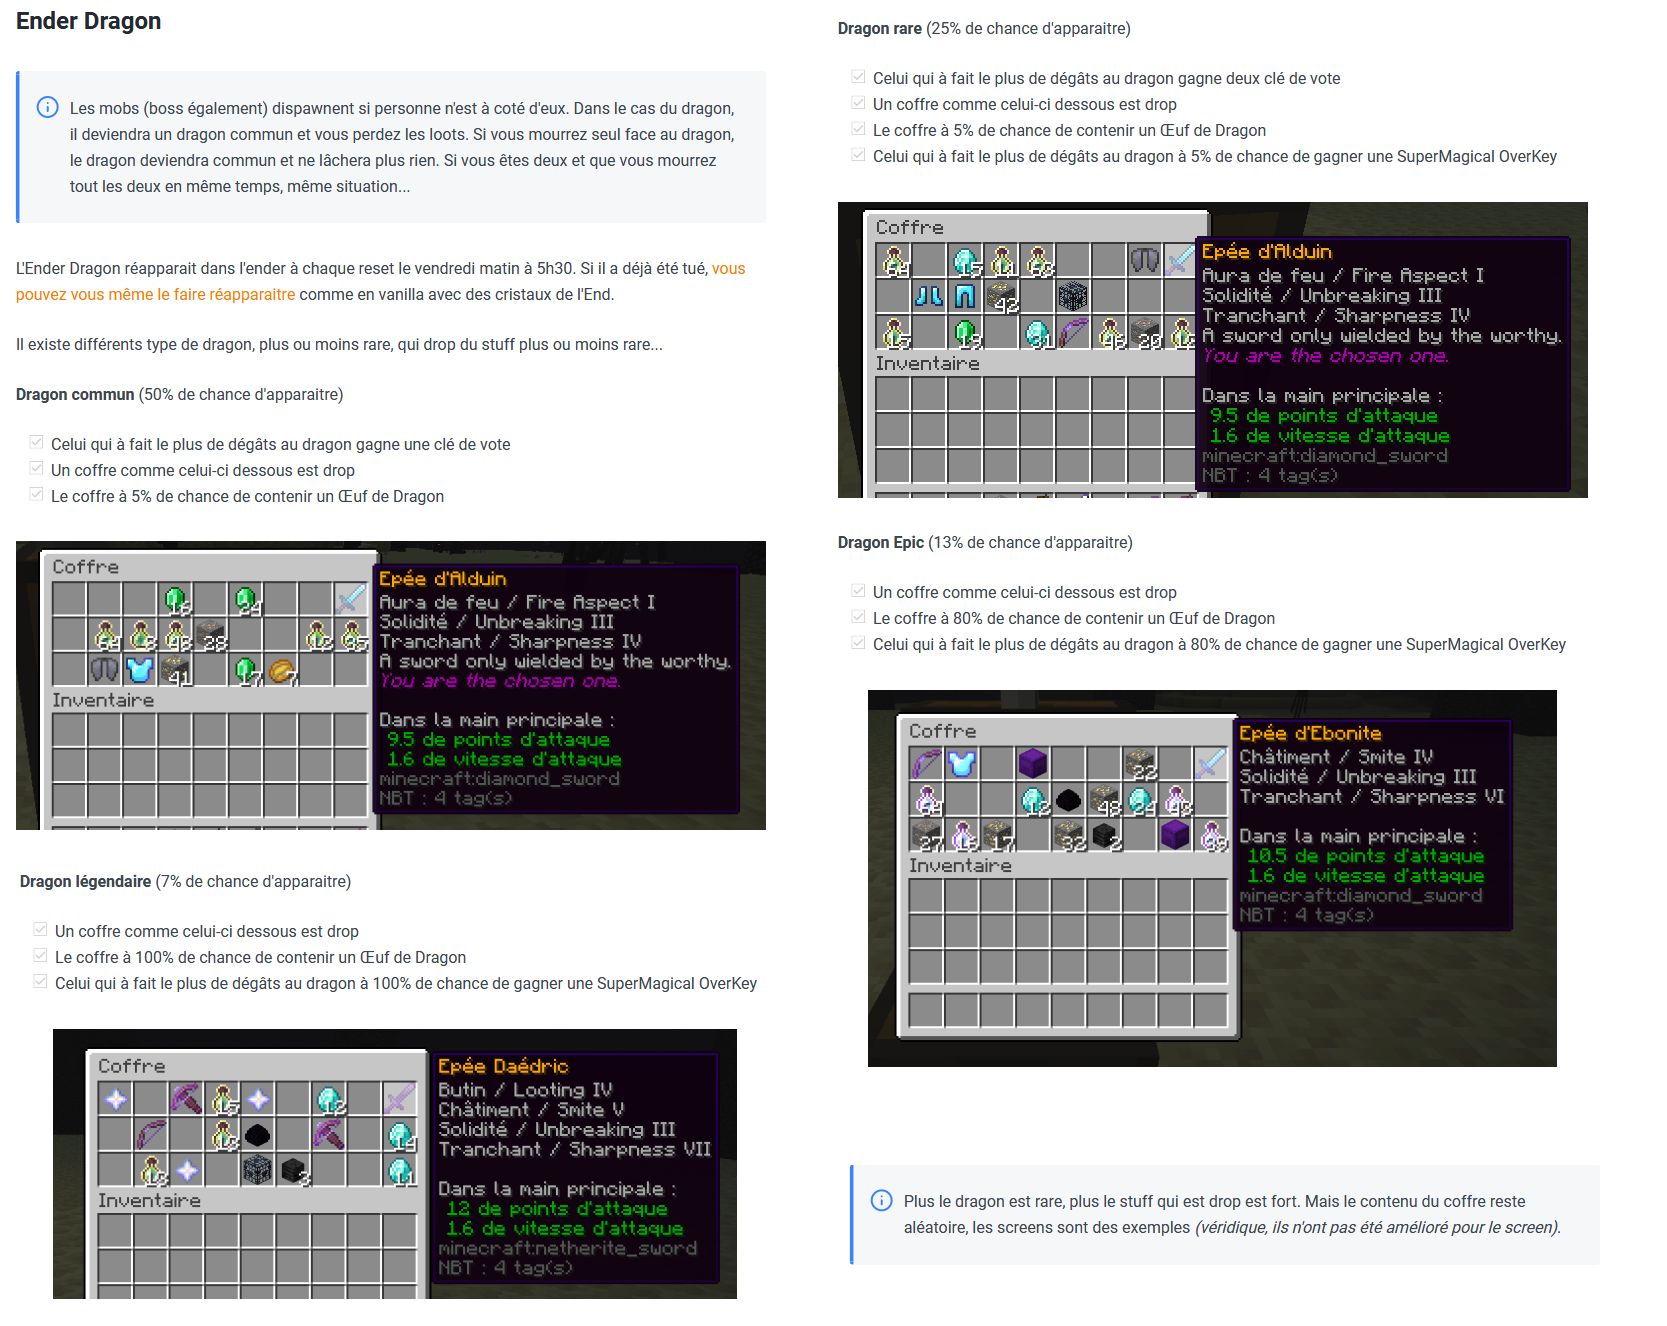 Ender Dragon
Les mobs (boss également) dispawnent si personne n'est à coté d'eux. Dans le cas du dragon,
il deviendra un dragon commun et vous perdez les loots. Si vous mourrez seul face au dragon,
le dragon deviendra commun et ne lâchera plus rien. Si vous êtes deux et que vous mourrez
tout les deux en même temps, même situation...
L'Ender Dragon réapparait dans l'ender à chaque reset le vendredi matin à 5h30. Si il a déjà été tué, vous
pouvez vous même le faire réapparaitre comme en vanilla avec des cristaux de l'End.
Il existe différents type de dragon, plus ou moins rare, qui drop du stuff plus ou moins rare...
Dragon commun (50% de chance d'apparaitre)
Celui qui à fait le plus de dégâts au dragon gagne une clé de vote
Un coffre comme celui-ci dessous est drop
Le coffre à 5% de chance de contenir un Œuf de Dragon
Coffre
28
41
17
7
Inventaire
Epée d'Alduin
Aura de feu / Fire Aspect I
Solidité / Unbreaking III
Tranchant / Sharpness IV
A sword only wielded by the worthy.
You are the chosen one.
Dans la main principale :
9.5 de points d'attaque
1.6 de vitesse d'attaque
minecraft:diamond_sword
NBT : 4 tag(s)
Dragon légendaire (7% de chance d'apparaitre)
Un coffre comme celui-ci dessous est drop
Le coffre à 100% de chance de contenir un Œuf de Dragon
Celui qui à fait le plus de dégâts au dragon à 100% de chance de gagner une SuperMagical OverKey
Coffre
3
Inventaire
Epée Daédric
Butin / Looting IV
Châtiment / Smite V
Solidité / Unbreaking III
Tranchant / Sharpness VII
Dans la main principale :
12 de points d'attaque
1.6 de vitesse d'attaque
minecraft:netherite_sword
NBT : 4 tag(s)
Dragon rare (25% de chance d'apparaitre)
Celui qui à fait le plus de dégâts au dragon gagne deux clé de vote
Un coffre comme celui-ci dessous est drop
Le coffre à 5% de chance de contenir un Œuf de Dragon
Celui qui à fait le plus de dégâts au dragon à 5% de chance de gagner une SuperMagical OverKey
Coffre
42
20
Inventaire
Epée d'Alduin
Aura de feu / Fire Aspect I
Solidité / Unbreaking III
Tranchant / Sharpness IV
A sword only wielded by the worthy.
You are the chosen one.
Dans la main principale :
9.5 de points d'attaque
1.6 de vitesse d'attaque
minecraft:diamond_sword
NBT : 4 tag(s)
Dragon Epic (13% de chance d'apparaitre)
Un coffre comme celui-ci dessous est drop
Le coffre à 80% de chance de contenir un Œuf de Dragon
Celui qui à fait le plus de dégâts au dragon à 80% de chance de gagner une SuperMagical OverKey
Coffre
22
48
17
32
2
Inventaire
Epée d'Ebonite
Châtiment / Smite IV
Solidité / Unbreaking III
Tranchant / Sharpness VI
Dans la main principale :
10.5 de points d'attaque
1.6 de vitesse d'attaque
minecraft:diamond_sword
NBT : 4 tag(s)
Plus le dragon est rare, plus le stuff qui est drop est fort. Mais le contenu du coffre reste
aléatoire, les screens sont des exemples (véridique, ils n'ont pas été amélioré pour le screen).